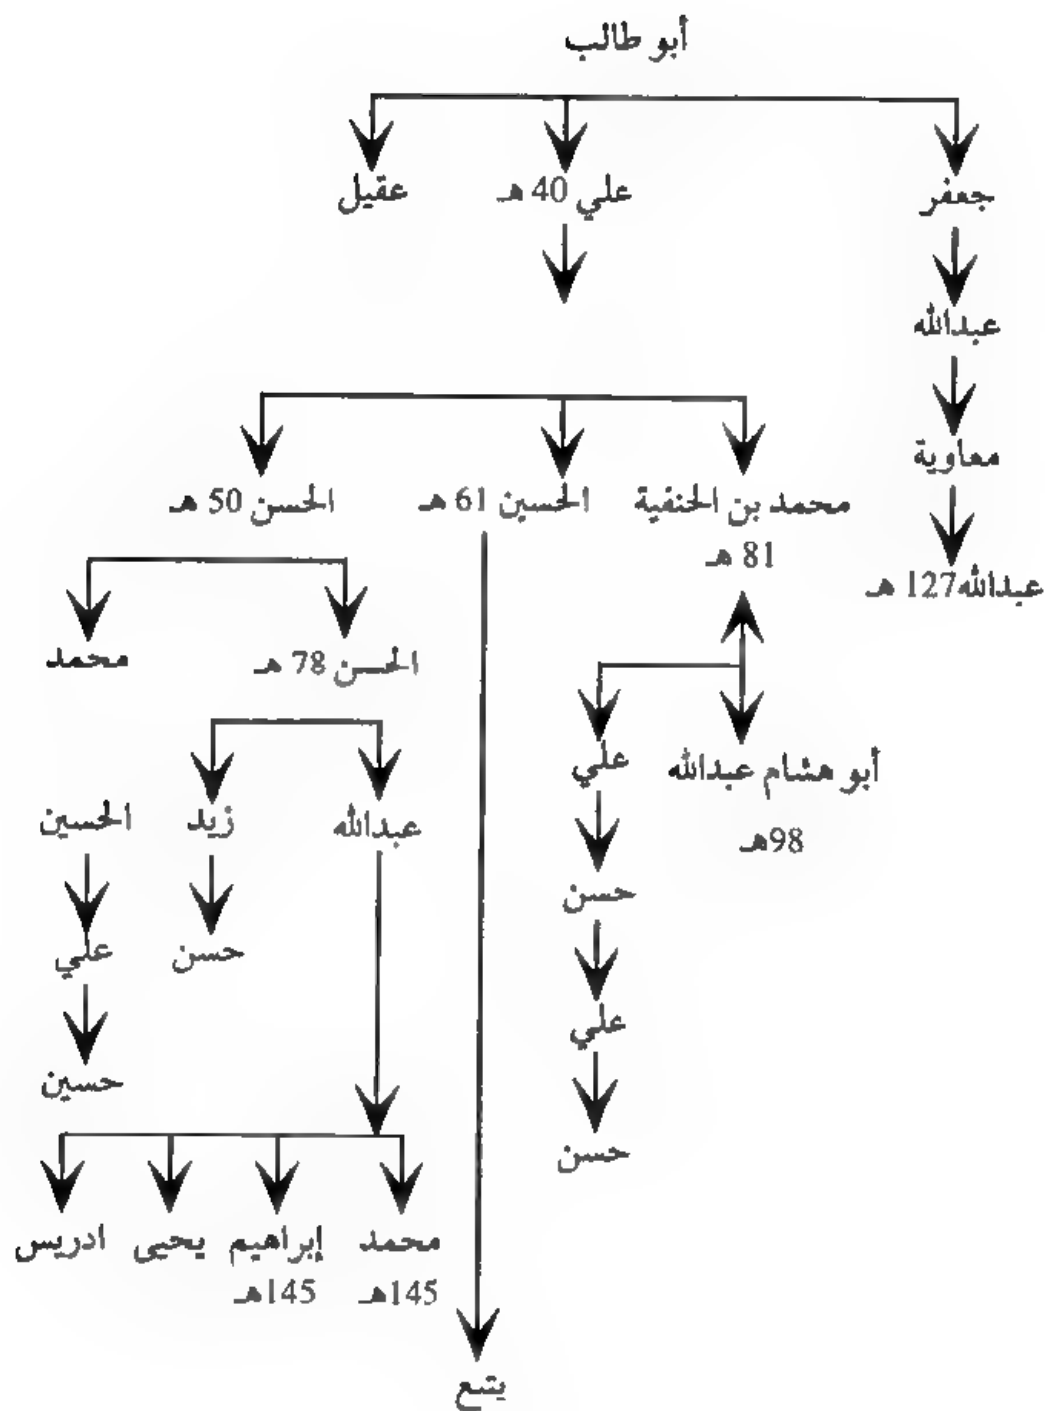 أبو طالب
جعفر
علي 40 هـ
عقيل
عبدالله
معاوية
محمد بن الحنفية
81 هـ
الحسين 61 هـ
الحسن 50 هـ
عبدالله127 هـ
الحسن 78 هـ
محمد
أبو هشام عبدالله
98هـ
علي
عبدالله
زيد
الحسين
حسن
حسن
علي
علي
حسين
حسن
محمد
145هـ
إبراهيم
145هـ
يحيى
ادريس
يتبع